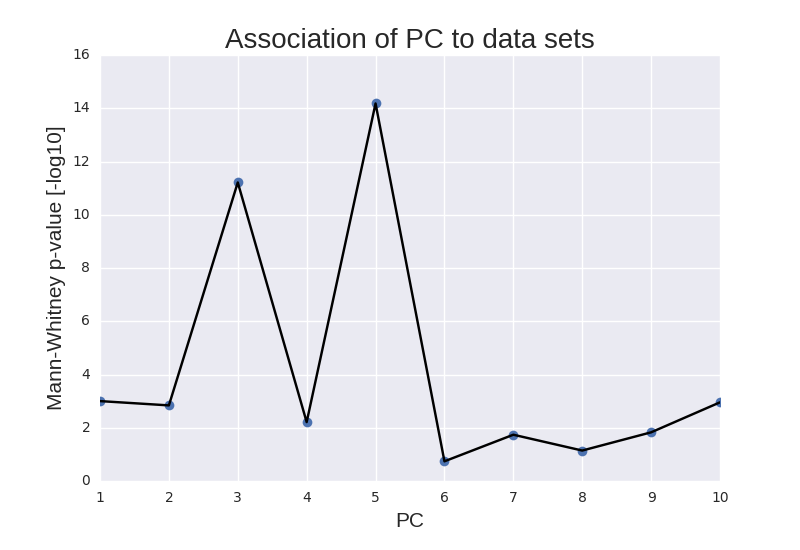 Association of PC to data sets
Mann-Whitney p-value [-log10]
16
14
12
10
8
6
4
2
0
1 2 3 4 5 6 7 8 9 10
PC